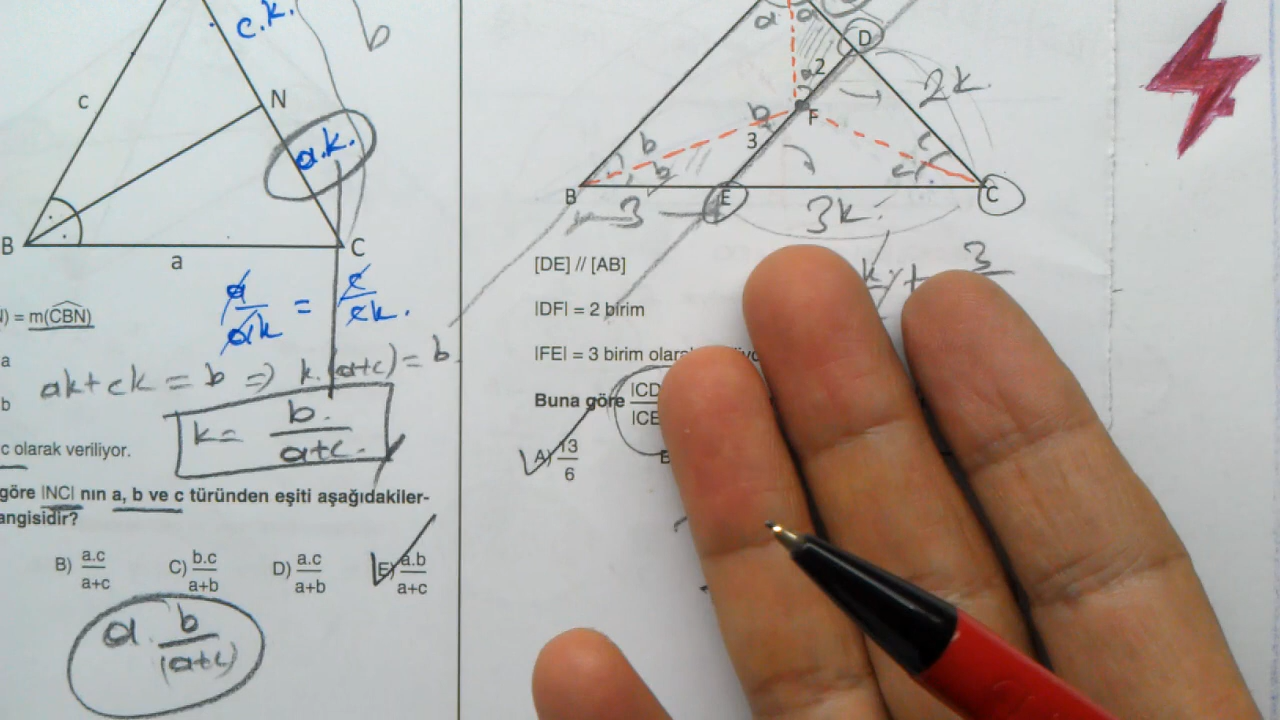 c.k.
b
c
N
a.k.
B
C
a
a/ak = c/ck.
) = m(CBN)
a
ak + ck = b => k.(a+c) = b
b
k = b/a+c.
c olarak veriliyor.
göre |NC| nın a, b ve c türünden eşiti aşağıdakiler-
angisidir?
B) a.c/a+c C) b.c/a+b D) a.c/a+b E) a.b/a+c
a. b/(a+c)
a
D
2
2k.
F
b
3
b
b
c
B
E
C
3
3k.
[DE] // [AB]
|DF| = 2 birim
|FE| = 3 birim
Buna göre |CD/|CE
A) 13/6
k + 3